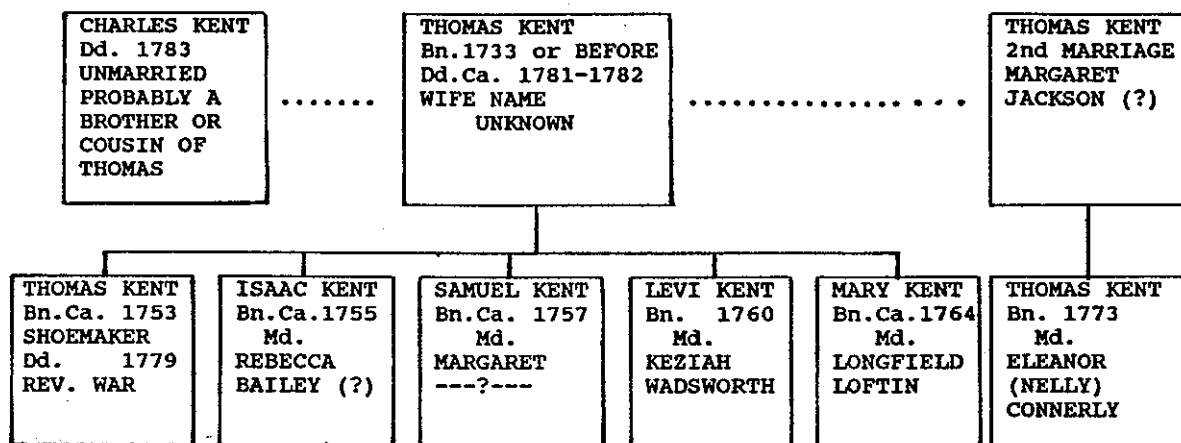 CHARLES KENT
Dd. 1783
UNMARRIED
PROBABLY A
BROTHER OR
COUSIN OF
THOMAS
THOMAS KENT
Bn.1733 or BEFORE
Dd.Ca. 1781-1782
WIFE NAME
UNKNOWN
THOMAS KENT
2nd MARRIAGE
MARGARET
JACKSON (?)
THOMAS KENT
Bn.Ca. 1753
SHOEMAKER
Dd. 1779
REV. WAR
ISAAC KENT
Bn.Ca.1755
Md.
REBECCA
BAILEY (?)
SAMUEL KENT
Bn.Ca. 1757
Md.
MARGARET
---?---
LEVI KENT
Bn. 1760
Md.
KEZIAH
WADSWORTH
MARY KENT
Bn.Ca.1764
Md.
LONGFIELD
LOFTIN
THOMAS KENT
Bn. 1773
Md.
ELEANOR
(NELLY)
CONNERLY